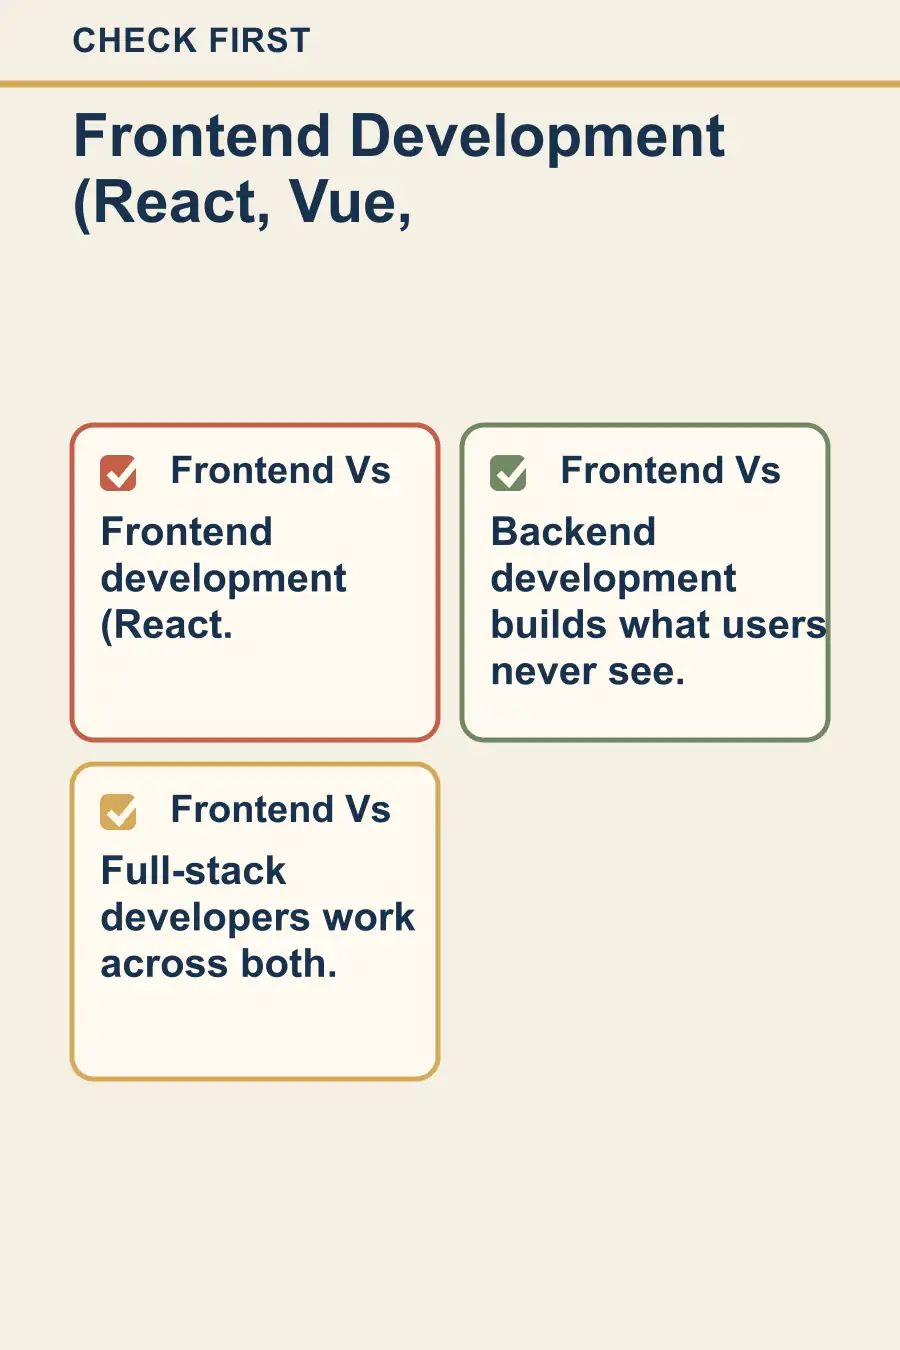 CHECK FIRST
Frontend Development
(React, Vue,
Frontend Vs
Frontend
development
(React.
Frontend Vs
Backend
development
builds what users
never see.
Frontend Vs
Full-stack
developers work
across both.